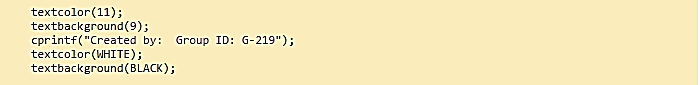 textcolor(11);
textbackground(9);
cprintf("Created by:  Group ID: G-219");
textcolor(WHITE);
textbackground(BLACK);